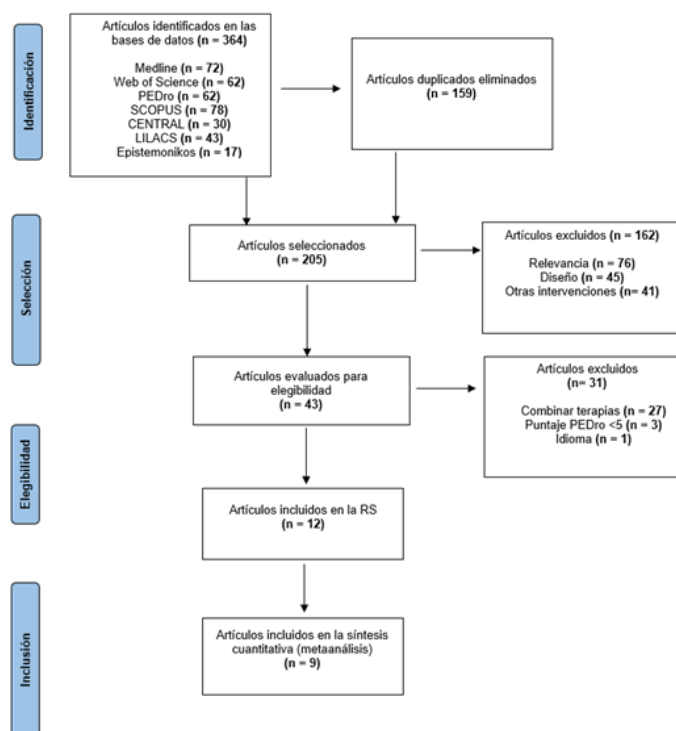 Identificación
Artículos identificados en las
bases de datos (n = 364)
Medline (n = 72)
Web of Science (n = 62)
PEDro (n = 62)
SCOPUS (n = 78)
CENTRAL (n = 30)
LILACS (n = 43)
Epistemonikos (n = 17)
Artículos duplicados eliminados
(n = 159)
Selección
Artículos seleccionados
(n = 205)
Artículos excluidos (n = 162)
Relevancia (n = 76)
Diseño (n = 45)
Otras intervenciones (n= 41)
Artículos evaluados para
elegibilidad
(n = 43)
Artículos excluidos
(n= 31)
Combinar terapias (n = 27)
Puntaje PEDro <5 (n = 3)
Idioma (n = 1)
Elegibilidad
Artículos incluidos en la RS
(n = 12)
Inclusión
Artículos incluidos en la síntesis
cuantitativa (metaanálisis)
(n = 9)